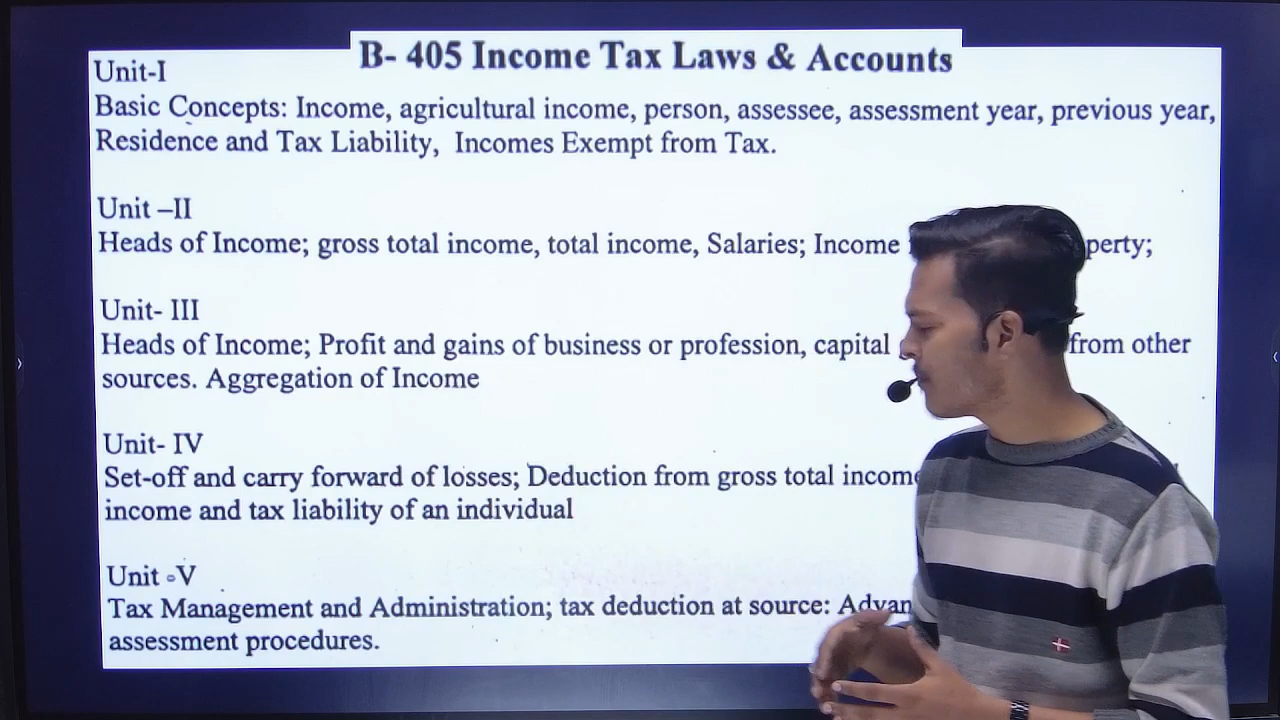 B- 405 Income Tax Laws & Accounts
Unit-I
Basic Concepts: Income, agricultural income, person, assessee, assessment year, previous year,
Residence and Tax Liability, Incomes Exempt from Tax.
Unit –II
Heads of Income; gross total income, total income, Salaries; Income perty;
Unit- III
Heads of Income; Profit and gains of business or profession, capital from other
sources. Aggregation of Income
Unit- IV
Set-off and carry forward of losses; Deduction from gross total income
income and tax liability of an individual
Unit -V
Tax Management and Administration; tax deduction at source: Advan
assessment procedures.